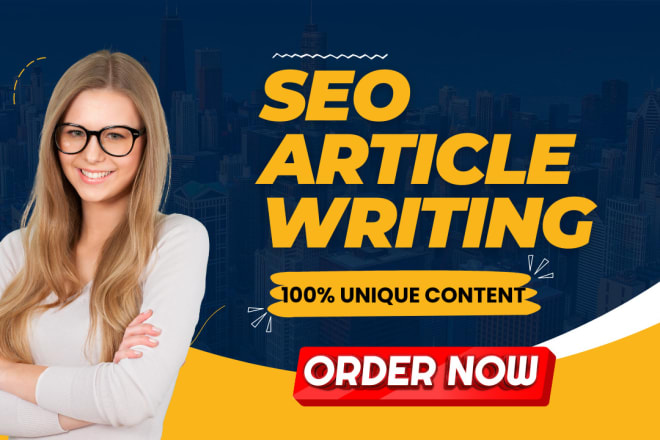 SEO
ARTICLE
WRITING
100% UNIQUE CONTENT
ORDER NOW